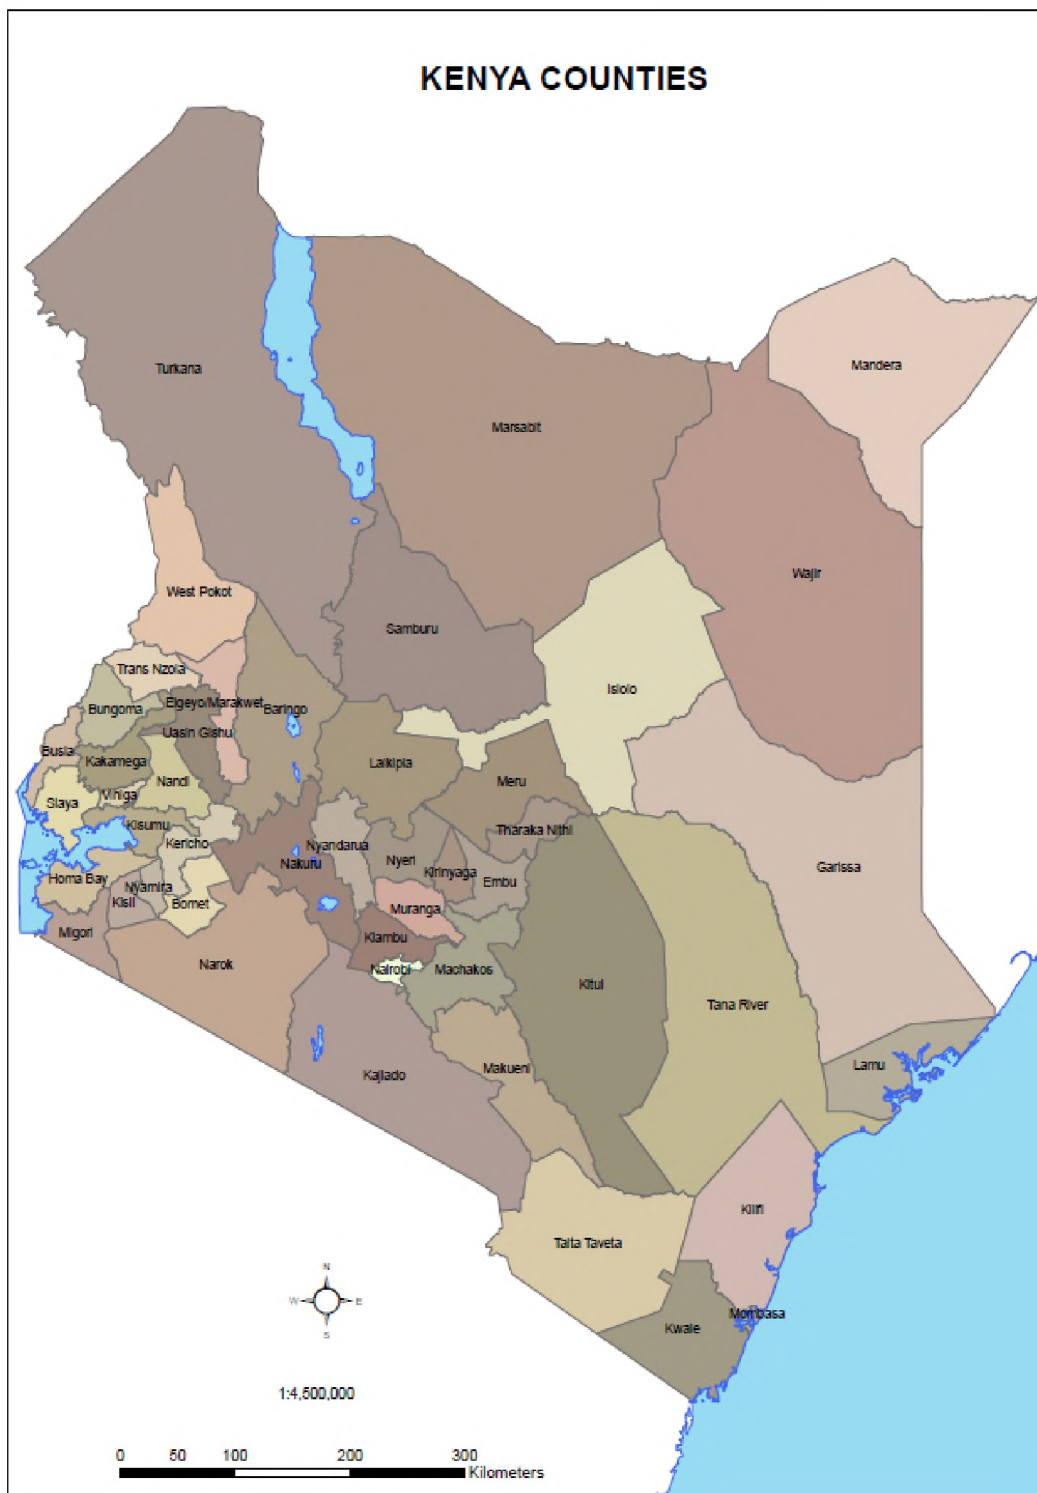 KENYA COUNTIES
Turkana
Mandera
Marsabit
Wajir
West Pokot
Samburu
Trans Nzoia
Isiolo
Elgeyo/Marakwet
Bungoma
Baringo
Uasin Gishu
Busia
Kakamega
Laikipia
Nandi
Meru
Vihiga
Siaya
Kisumu
Tharaka Nithi
Kericho
Nyandarua
Nyeri
Nakuru
Garissa
Kirinyaga
Homa Bay
Embu
Nyamira
Kisii
Bomet
Muranga
Migori
Kiambu
Narok
Nairobi
Machakos
Kitui
Tana River
Makueni
Lamu
Kajiado
Kilifi
Taita Taveta
Mombasa
Kwale
N
W E
S
1:4,500,000
0 50 100 200 300
Kilometers